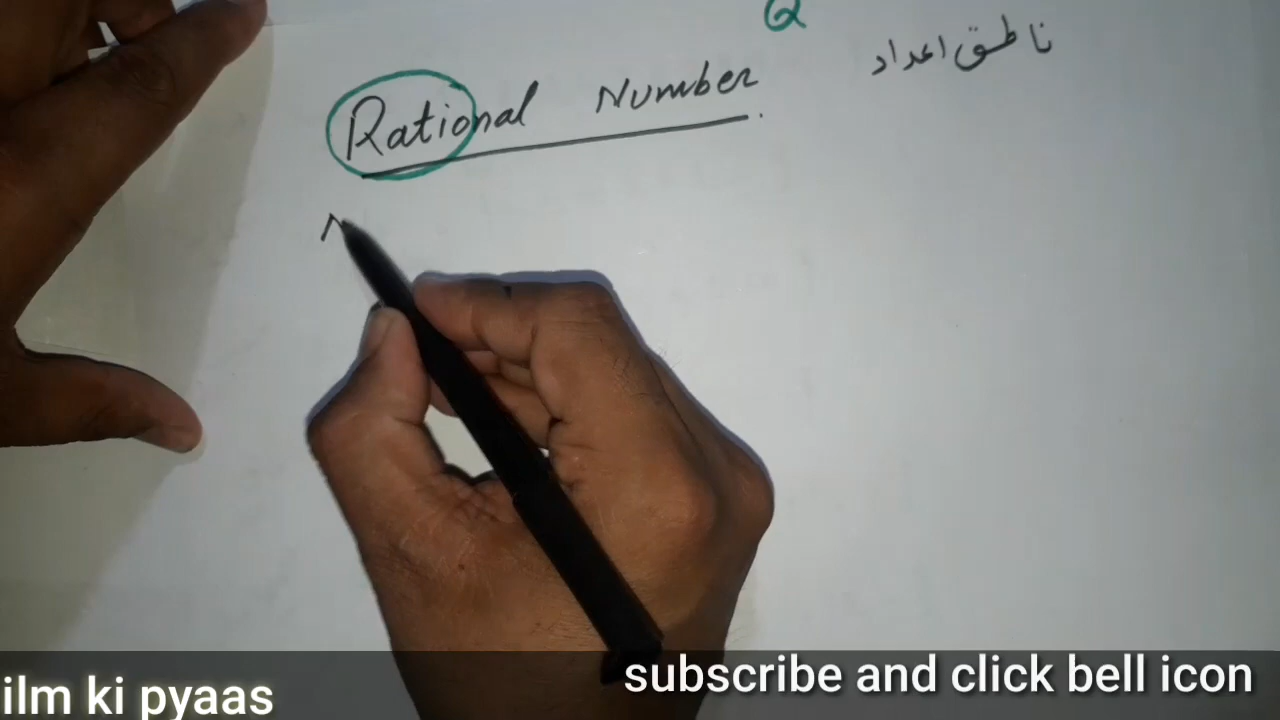 Q
Rational Number.
ناطق اعداد
N
ilm ki pyaas
subscribe and click bell icon